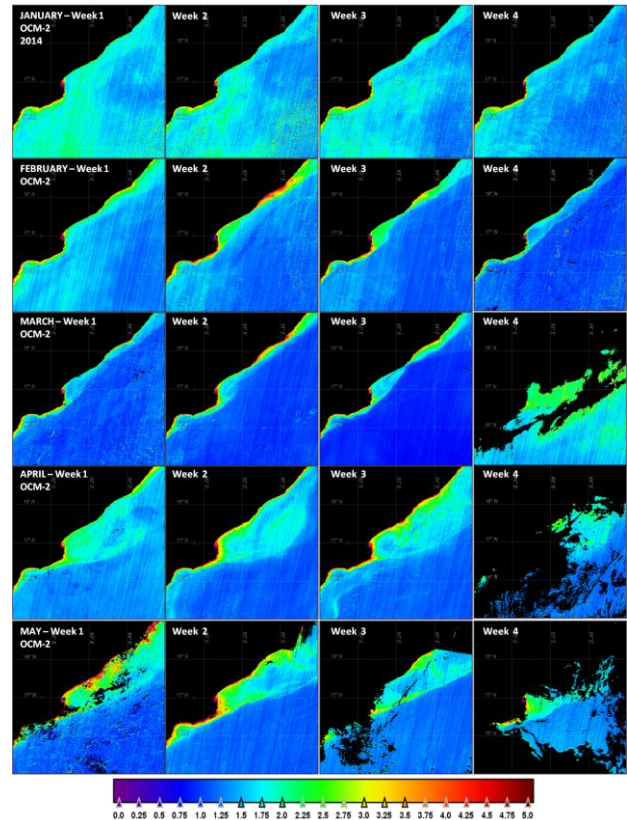 JANUARY – Week 1
OCM-2
2014
Week 2
Week 3
Week 4
FEBRUARY – Week 1
OCM-2
Week 2
Week 3
Week 4
MARCH – Week 1
OCM-2
Week 2
Week 3
Week 4
APRIL – Week 1
OCM-2
Week 2
Week 3
Week 4
MAY – Week 1
OCM-2
Week 2
Week 3
Week 4
0.0 0.25 0.5 0.75 1.0 1.25 1.5 1.75 2.0 2.25 2.5 2.75 3.0 3.25 3.5 3.75 4.0 4.25 4.5 4.75 5.0